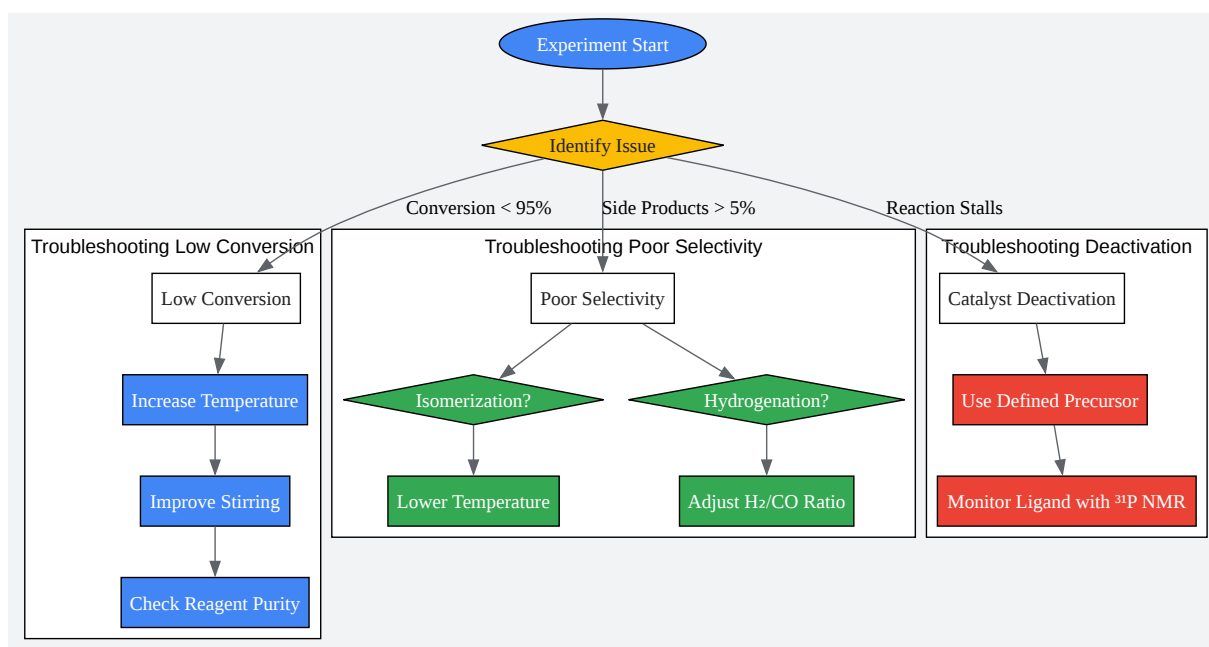 Experiment Start
Identify Issue
Conversion < 95%
Side Products > 5%
Reaction Stalls
Troubleshooting Low Conversion
Troubleshooting Poor Selectivity
Troubleshooting Deactivation
Low Conversion
Poor Selectivity
Catalyst Deactivation
Increase Temperature
Isomerization?
Hydrogenation?
Use Defined Precursor
Improve Stirring
Lower Temperature
Adjust H₂/CO Ratio
Monitor Ligand with ³¹P NMR
Check Reagent Purity